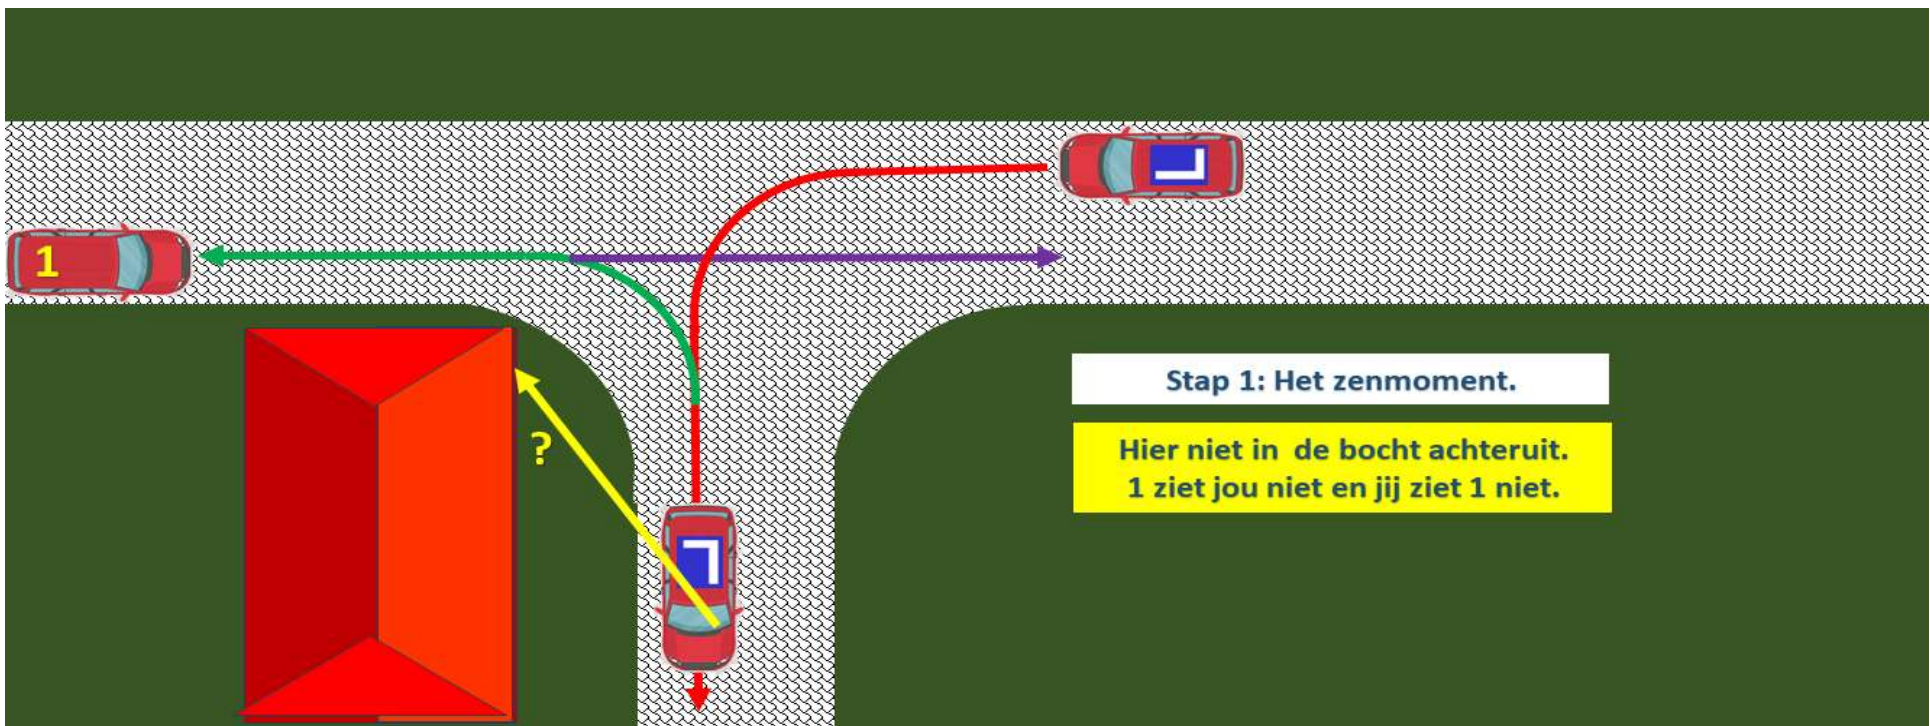 1
L
Stap 1: Het zenmoment.
Hier niet in de bocht achteruit.
1 ziet jou niet en jij ziet 1 niet.
?
L